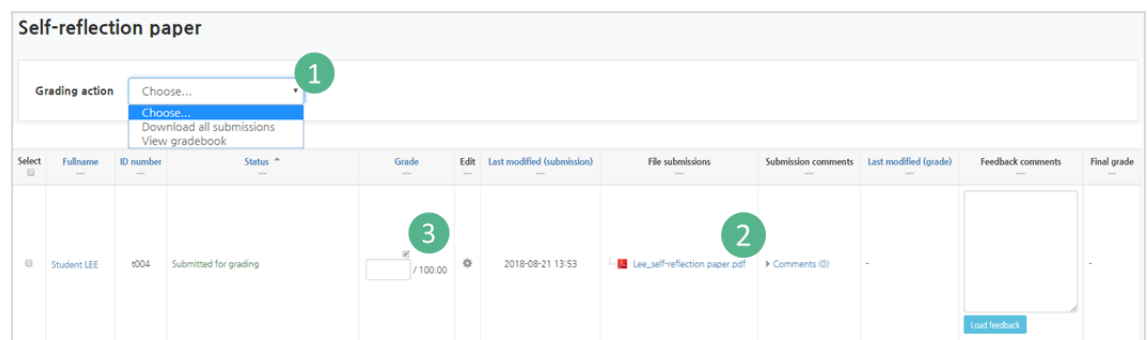 Self-reflection paper
1
Grading action Choose...
Choose...
Download all submissions
View gradebook
Select Fullname ID number Status Grade Edit Last modified (submission) File submissions Submission comments Last modified (grade) Feedback comments Final grade
3
2
Student LEE t004 Submitted for grading / 100.00 2018-08-21 13:53 Lee_self-reflection paper.pdf Comments (0) - -
Load feedback